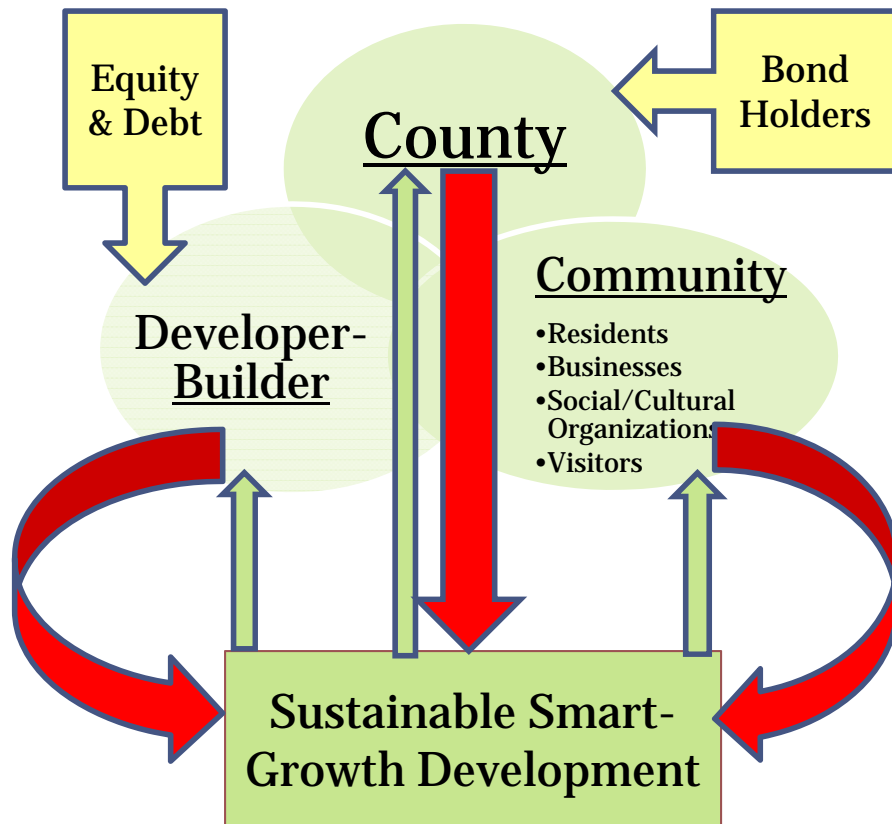 Equity
& Debt
Bond
Holders
County
Developer-
Builder
Community
•Residents
•Businesses
•Social/Cultural
Organizations
•Visitors
Sustainable Smart-
Growth Development